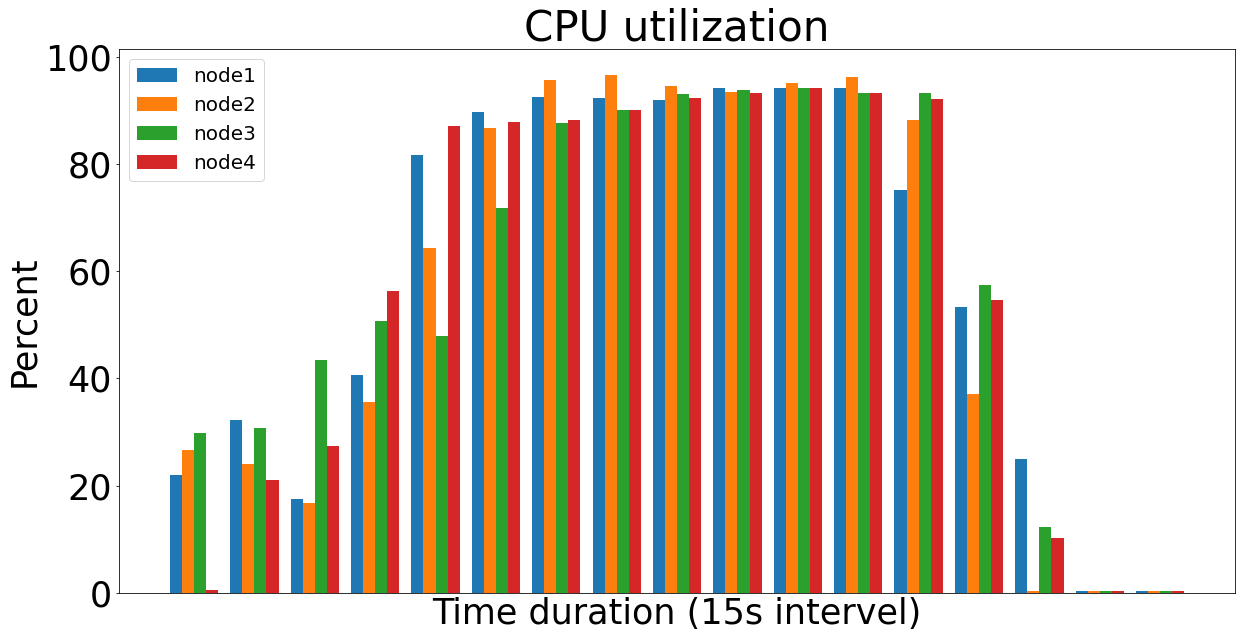 CPU utilization
100
80
60
40
20
0
Percent
node1
node2
node3
node4
Time duration (15s intervel)